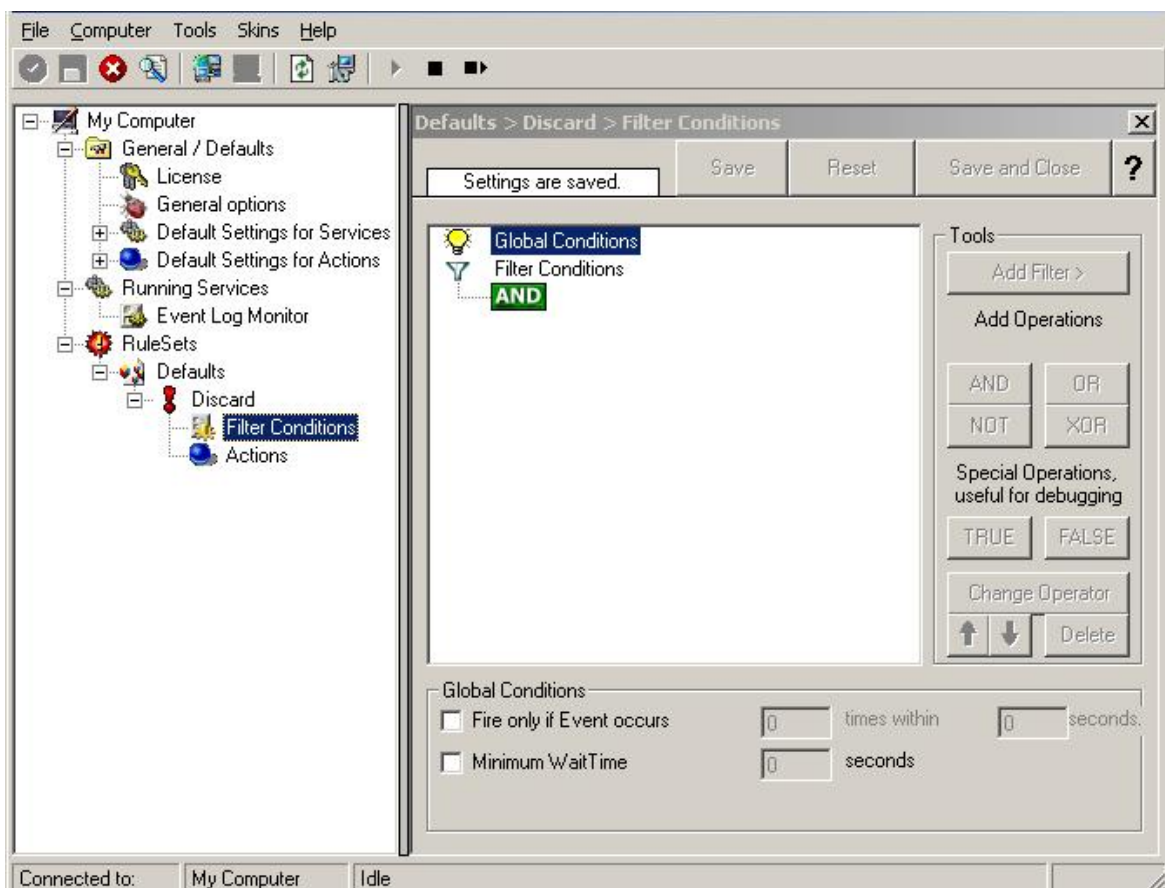 File Computer Tools Skins Help
My Computer
General / Defaults
License
General options
Default Settings for Services
Default Settings for Actions
Running Services
Event Log Monitor
RuleSets
Defaults
Discard
Filter Conditions
Actions
Defaults > Discard > Filter Conditions
Settings are saved.
Save
Reset
Save and Close
?
Global Conditions
Filter Conditions
AND
Tools
Add Filter >
Add Operations
AND OR
NOT XOR
Special Operations,
useful for debugging
TRUE FALSE
Change Operator
Delete
Global Conditions
Fire only if Event occurs 0 times within 0 seconds.
Minimum WaitTime 0 seconds
Connected to: My Computer Idle